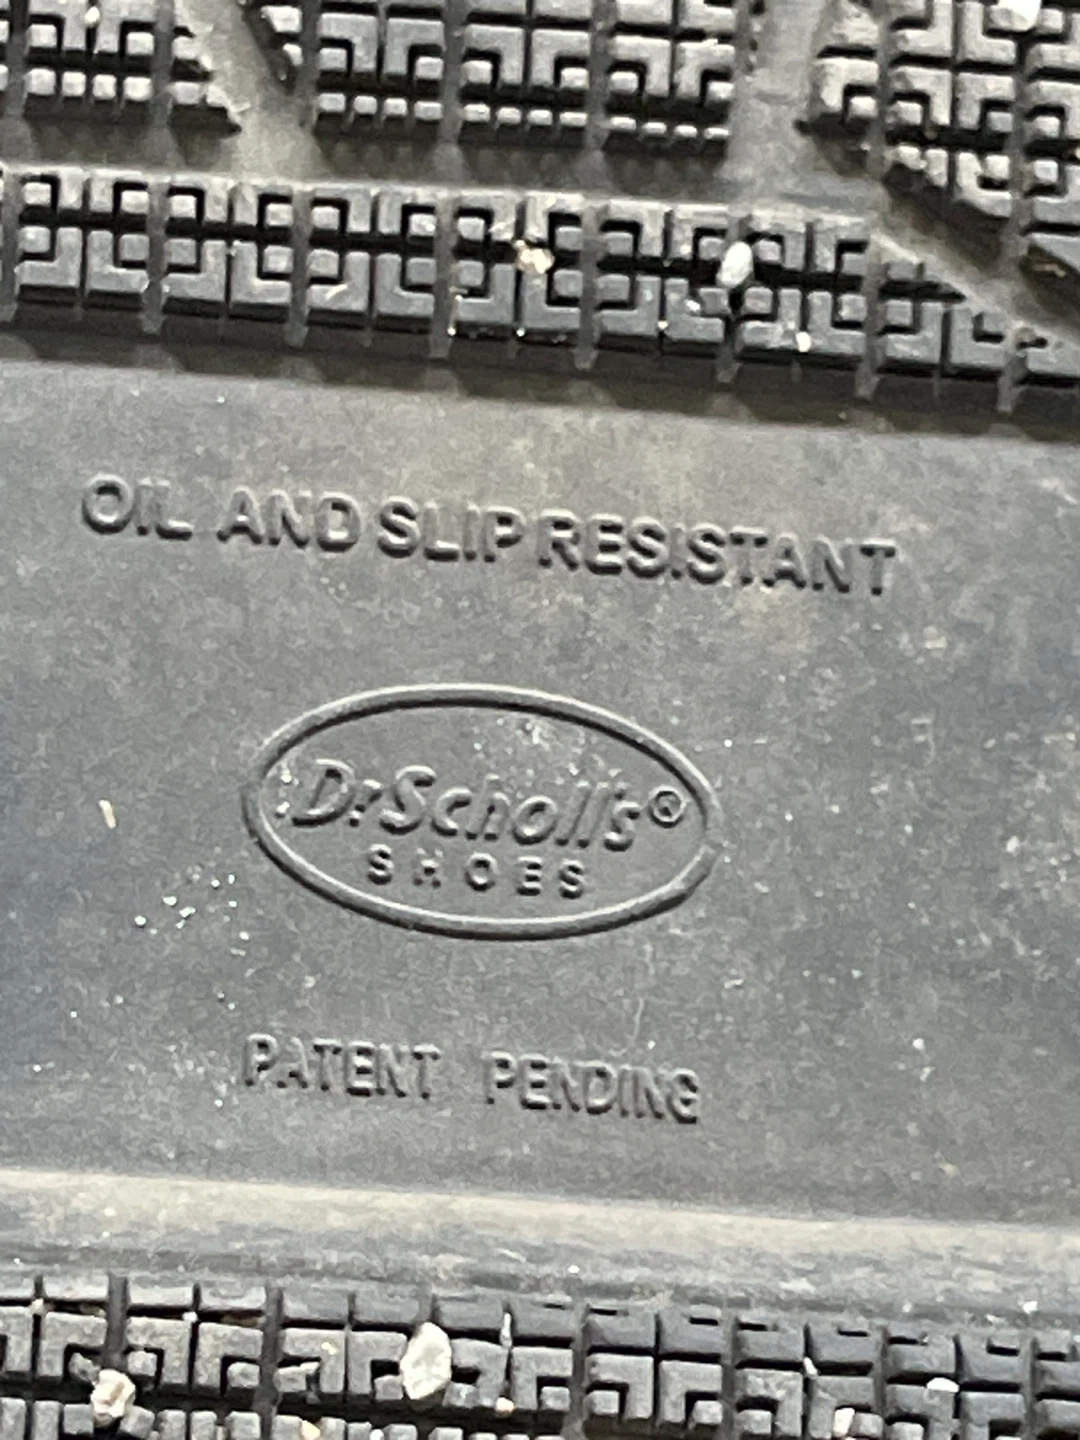 OIL AND SLIP RESISTANT
Dr Scholl's®
SHOES
PATENT PENDING